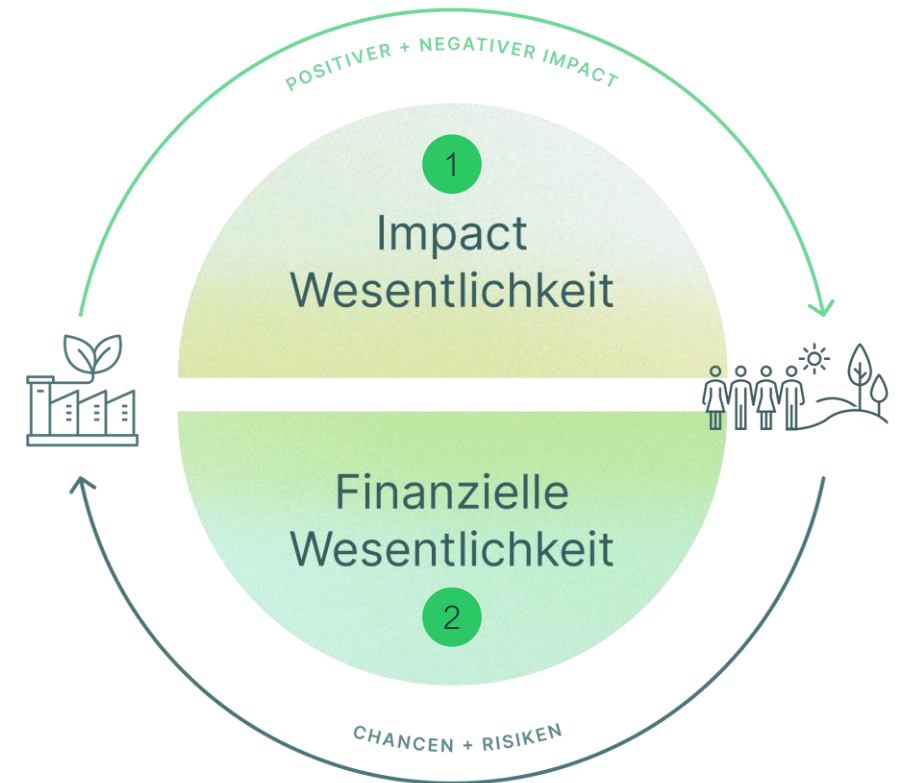 POSITIVER + NEGATIVER IMPACT
1
Impact
Wesentlichkeit
Finanzielle
Wesentlichkeit
2
CHANCEN + RISIKEN